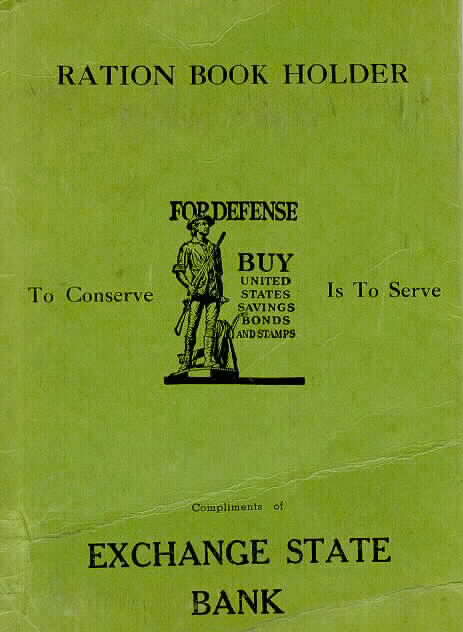 RATION BOOK HOLDER
FOR DEFENSE
BUY
UNITED
STATES
SAVINGS
BONDS
AND STAMPS
To Conserve
Is To Serve
Compliments of
EXCHANGE STATE
BANK